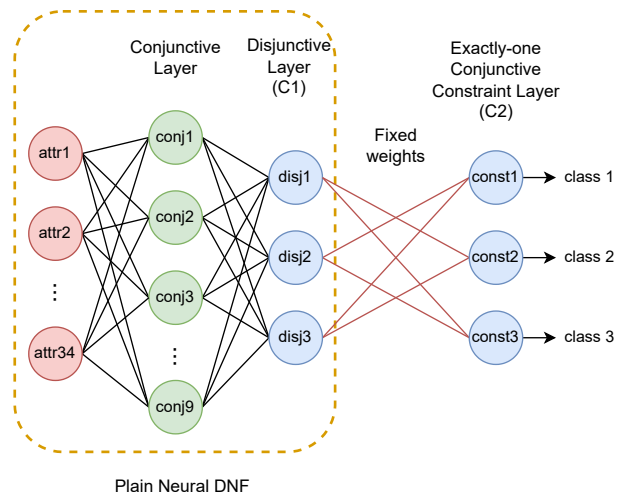 Conjunctive
Layer
Disjunctive
Layer
(C1)
Exactly-one
Conjunctive
Constraint Layer
(C2)
Fixed
weights
attr1
attr2
...
attr34
conj1
conj2
conj3
...
conj9
disj1
disj2
disj3
const1
const2
const3
class 1
class 2
class 3
Plain Neural DNF